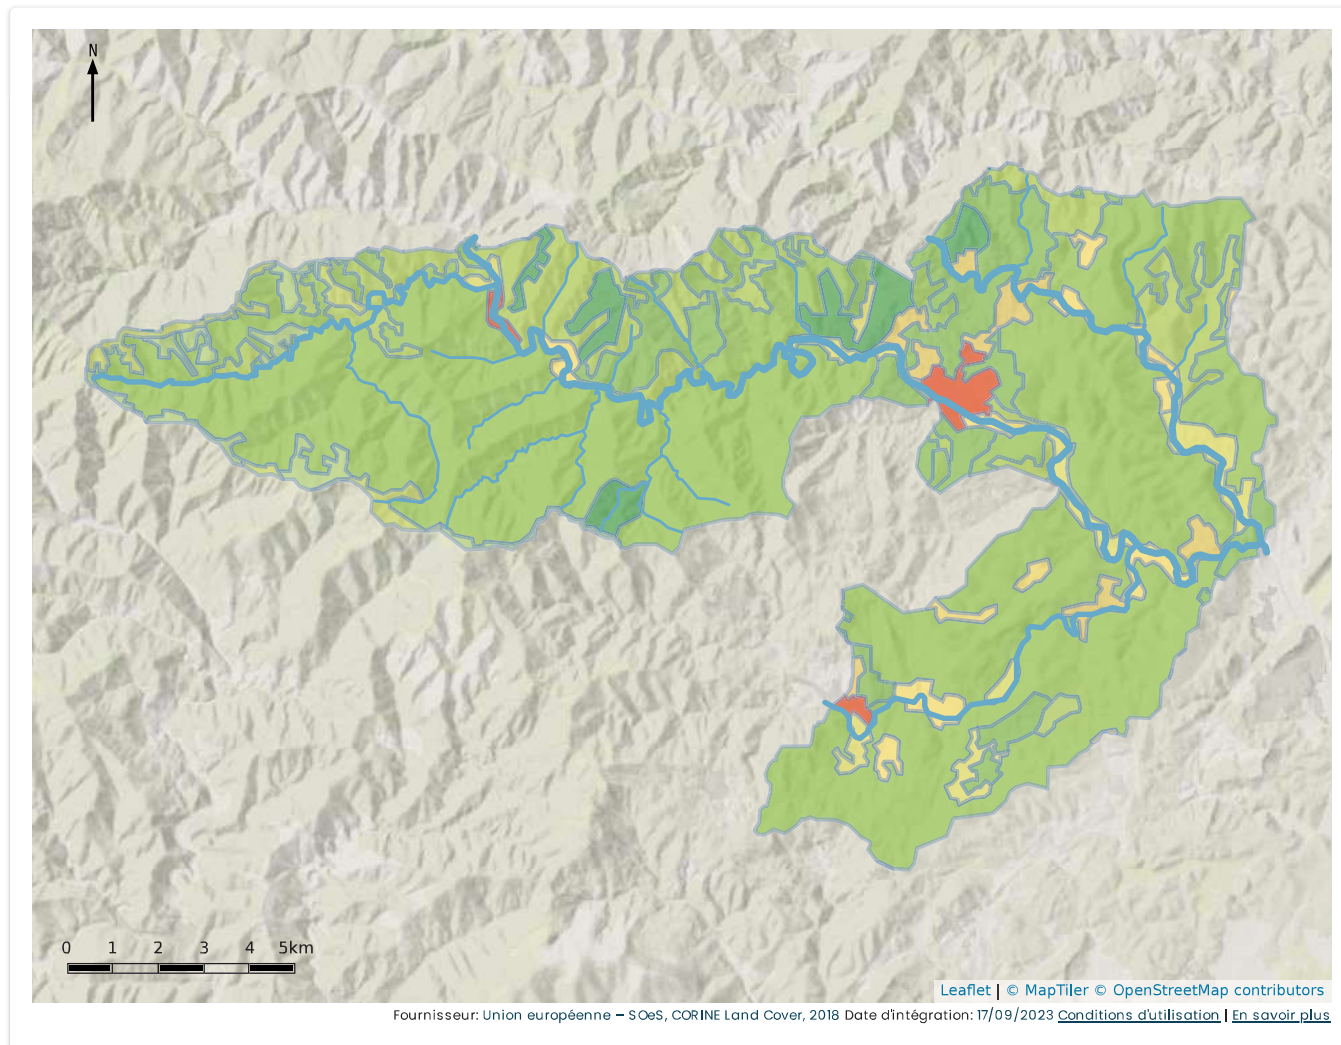 N
0 1 2 3 4 5km
Leaflet | © MapTiler © OpenStreetMap contributors
Fournisseur: Union européenne – SOeS, CORINE Land Cover, 2018 Date d'intégration: 17/09/2023 Conditions d'utilisation | En savoir plus